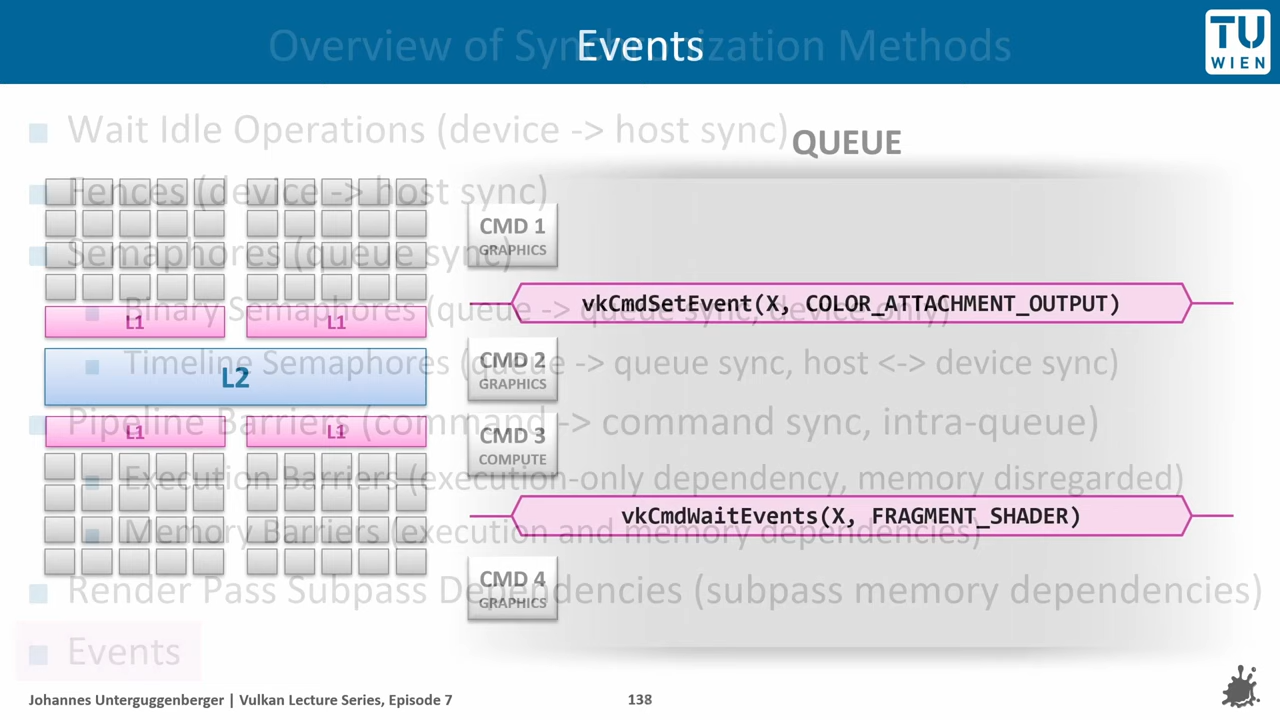 Overview of Synchronization Methods
Events
TU
WIEN
Wait Idle Operations (device -> host sync)
QUEUE
Fences (device -> host sync)
CMD 1
GRAPHICS
Semaphores (queue sync)
vkCmdSetEvent(X, COLOR_ATTACHMENT_OUTPUT)
Binary Semaphores (queue -> queue sync, device only)
L1
L1
CMD 2
GRAPHICS
Timeline Semaphores (queue -> queue sync, host <-> device sync)
L2
Pipeline Barriers (command -> command sync, intra-queue)
L1
L1
CMD 3
COMPUTE
Execution Barriers (execution-only dependency, memory disregarded)
vkCmdWaitEvents(X, FRAGMENT_SHADER)
Memory Barriers (execution and memory dependencies)
CMD 4
GRAPHICS
Render Pass Subpass Dependencies (subpass memory dependencies)
Events
Johannes Unterguggenberger | Vulkan Lecture Series, Episode 7
138